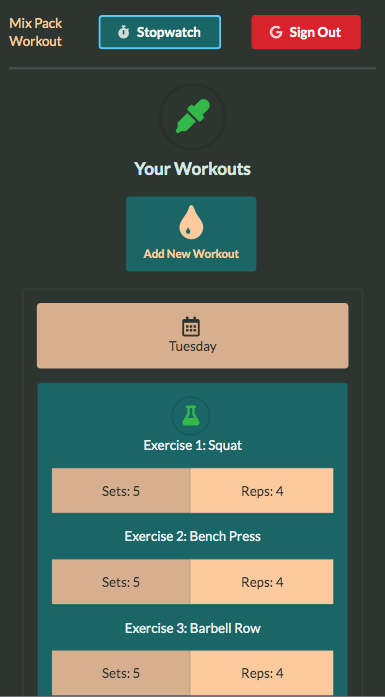 Mix Pack
Workout
Stopwatch
Sign Out
Your Workouts
Add New Workout
Tuesday
Exercise 1: Squat
Sets: 5
Reps: 4
Exercise 2: Bench Press
Sets: 5
Reps: 4
Exercise 3: Barbell Row
Sets: 5
Reps: 4